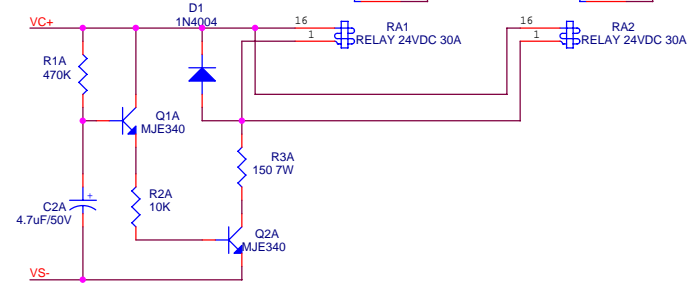 D1
1N4004
VC+
16
1
RA1
RELAY 24VDC 30A
16
1
RA2
RELAY 24VDC 30A
R1A
470K
Q1A
MJE340
R3A
150 7W
R2A
10K
C2A
+
4.7uF/50V
Q2A
MJE340
VS-